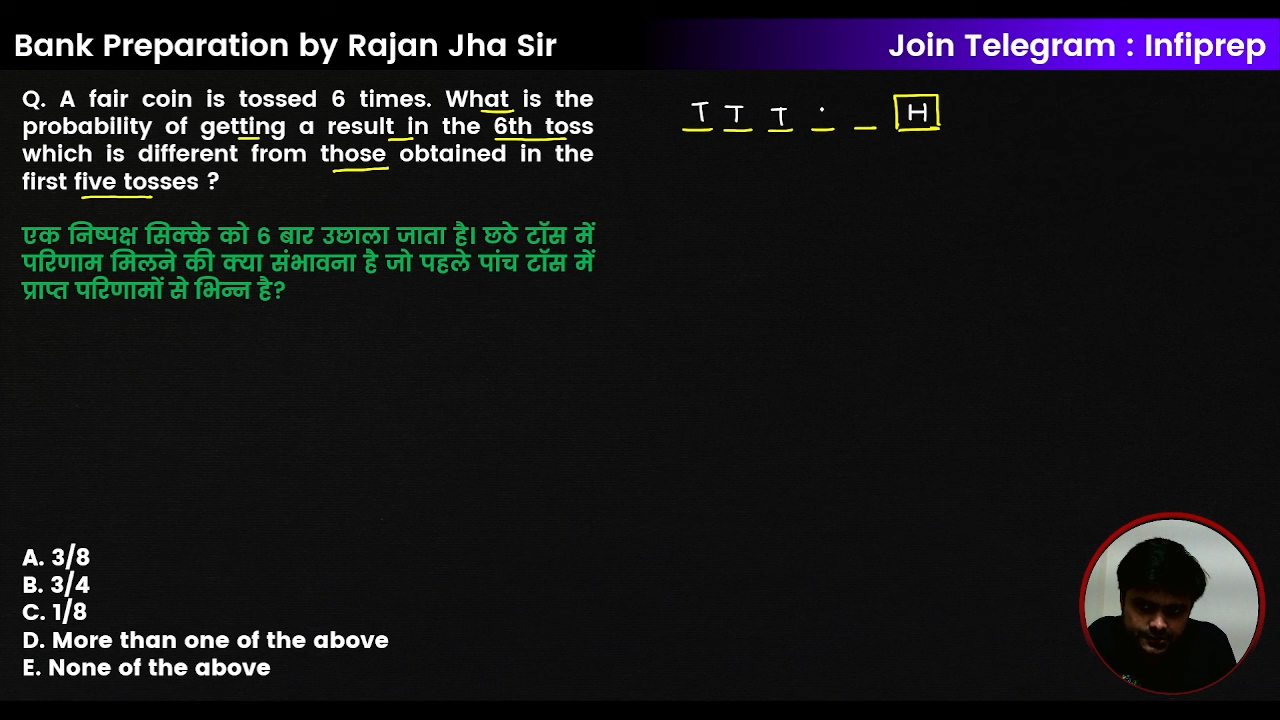 Bank Preparation by Rajan Jha Sir
Join Telegram : Infiprep
Q. A fair coin is tossed 6 times. What is the
probability of getting a result in the 6th toss
which is different from those obtained in the
first five tosses ?
T T T H
एक निष्पक्ष सिक्के को 6 बार उछाला जाता है। छठे टॉस में
परिणाम मिलने की क्या संभावना है जो पहले पांच टॉस में
प्राप्त परिणामों से भिन्न है?
A. 3/8
B. 3/4
C. 1/8
D. More than one of the above
E. None of the above